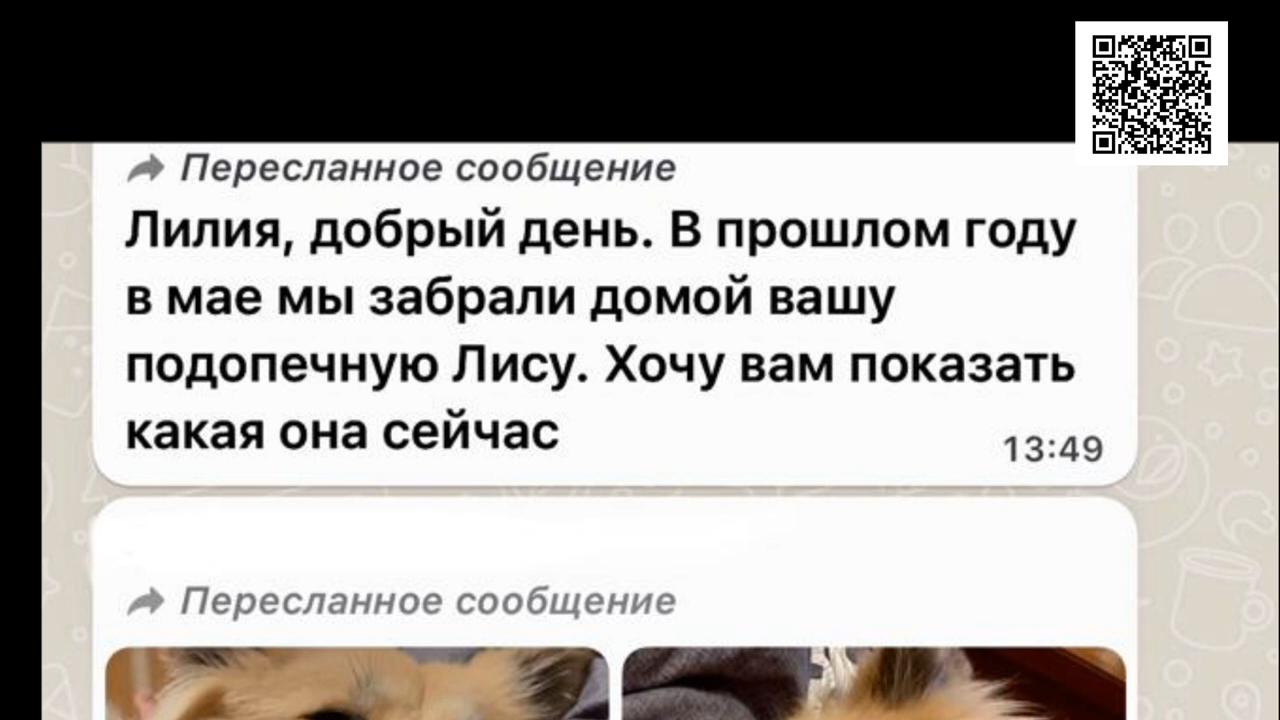 Пересланное сообщение
Лилия, добрый день. В прошлом году
в мае мы забрали домой вашу
подопечную Лису. Хочу вам показать
какая она сейчас
13:49
Пересланное сообщение